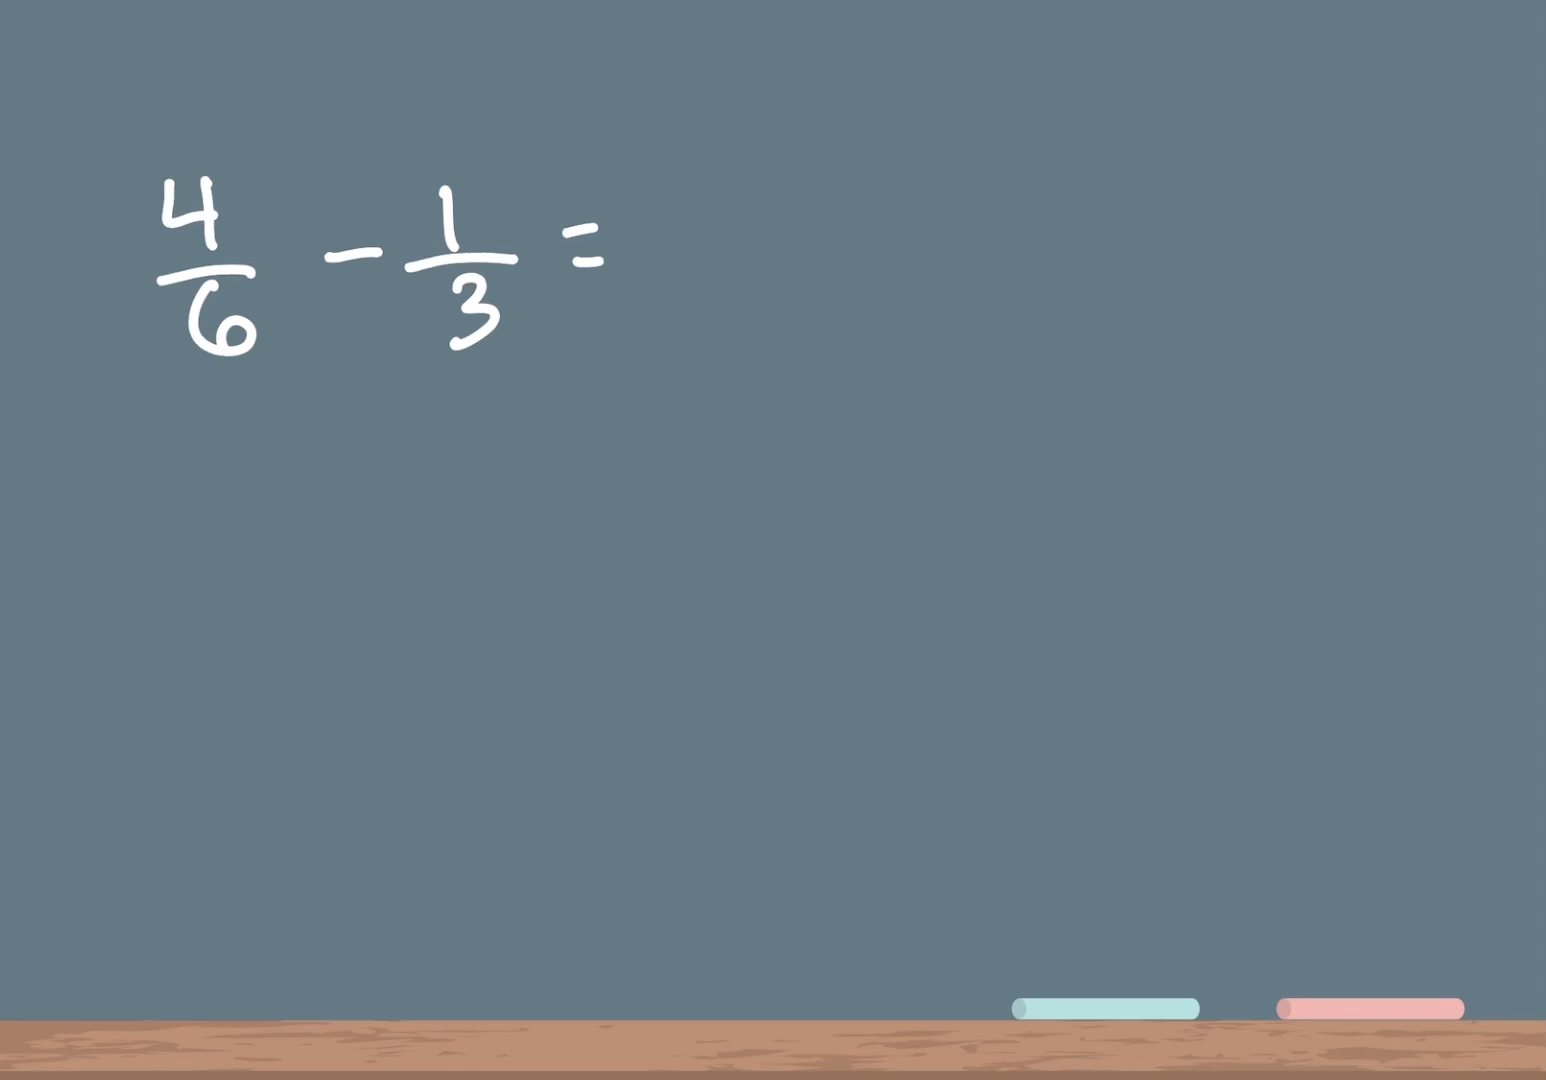 4/6 - 1/3 =